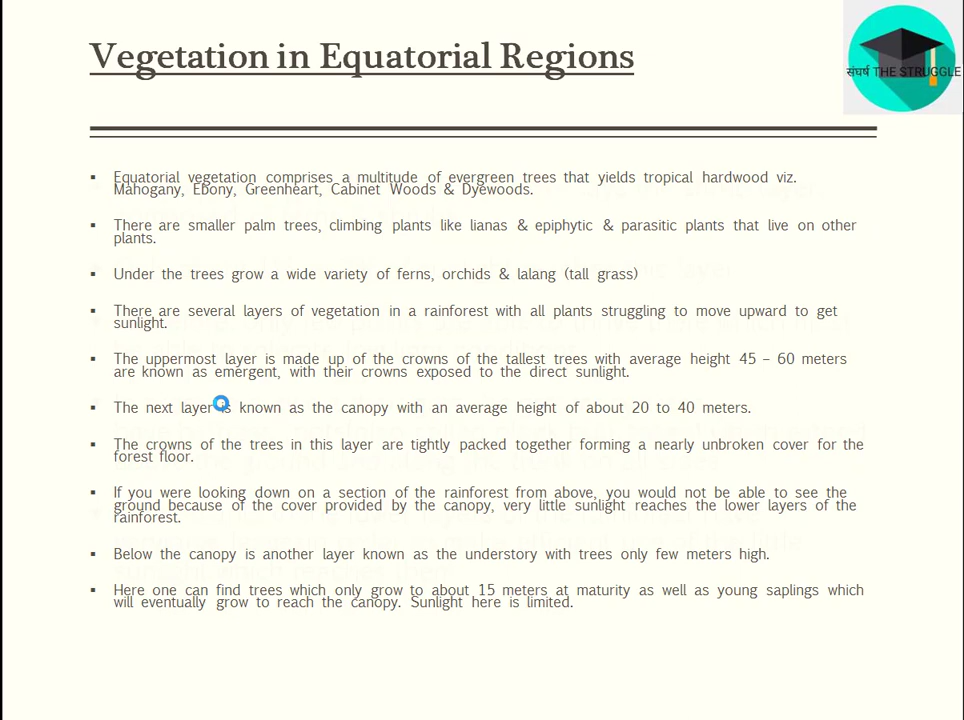 Vegetation in Equatorial Regions
संघर्ष THE STRUGGLE
▪ Equatorial vegetation comprises a multitude of evergreen trees that yields tropical hardwood viz.
Mahogany, Ebony, Greenheart, Cabinet Woods & Dyewoods.
▪ There are smaller palm trees, climbing plants like lianas & epiphytic & parasitic plants that live on other
plants.
▪ Under the trees grow a wide variety of ferns, orchids & lalang (tall grass)
▪ There are several layers of vegetation in a rainforest with all plants struggling to move upward to get
sunlight.
▪ The uppermost layer is made up of the crowns of the tallest trees with average height 45 – 60 meters
are known as emergent, with their crowns exposed to the direct sunlight.
▪ The next layer is known as the canopy with an average height of about 20 to 40 meters.
▪ The crowns of the trees in this layer are tightly packed together forming a nearly unbroken cover for the
forest floor.
▪ If you were looking down on a section of the rainforest from above, you would not be able to see the
ground because of the cover provided by the canopy, very little sunlight reaches the lower layers of the
rainforest.
▪ Below the canopy is another layer known as the understory with trees only few meters high.
▪ Here one can find trees which only grow to about 15 meters at maturity as well as young saplings which
will eventually grow to reach the canopy. Sunlight here is limited.